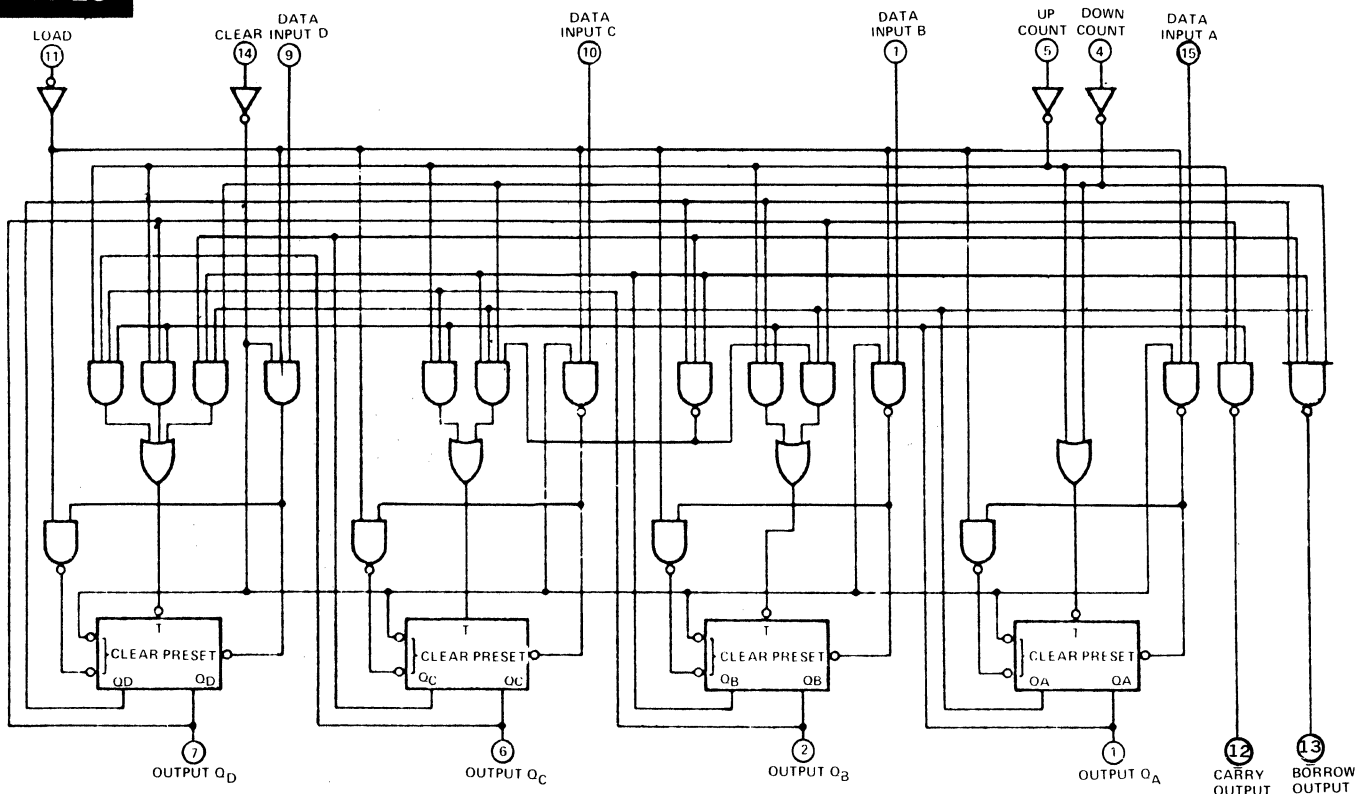 LOAD
11
CLEAR
14
DATA
INPUT D
9
DATA
INPUT C
10
DATA
INPUT B
1
UP
COUNT
5
DOWN
COUNT
4
DATA
INPUT A
15
T
CLEAR PRESET
QD
QD
T
CLEAR PRESET
QC
QC
T
CLEAR PRESET
QB
QB
T
CLEAR PRESET
QA
QA
7
OUTPUT QD
6
OUTPUT QC
2
OUTPUT QB
1
OUTPUT QA
12
CARRY
OUTPUT
13
BORROW
OUTPUT